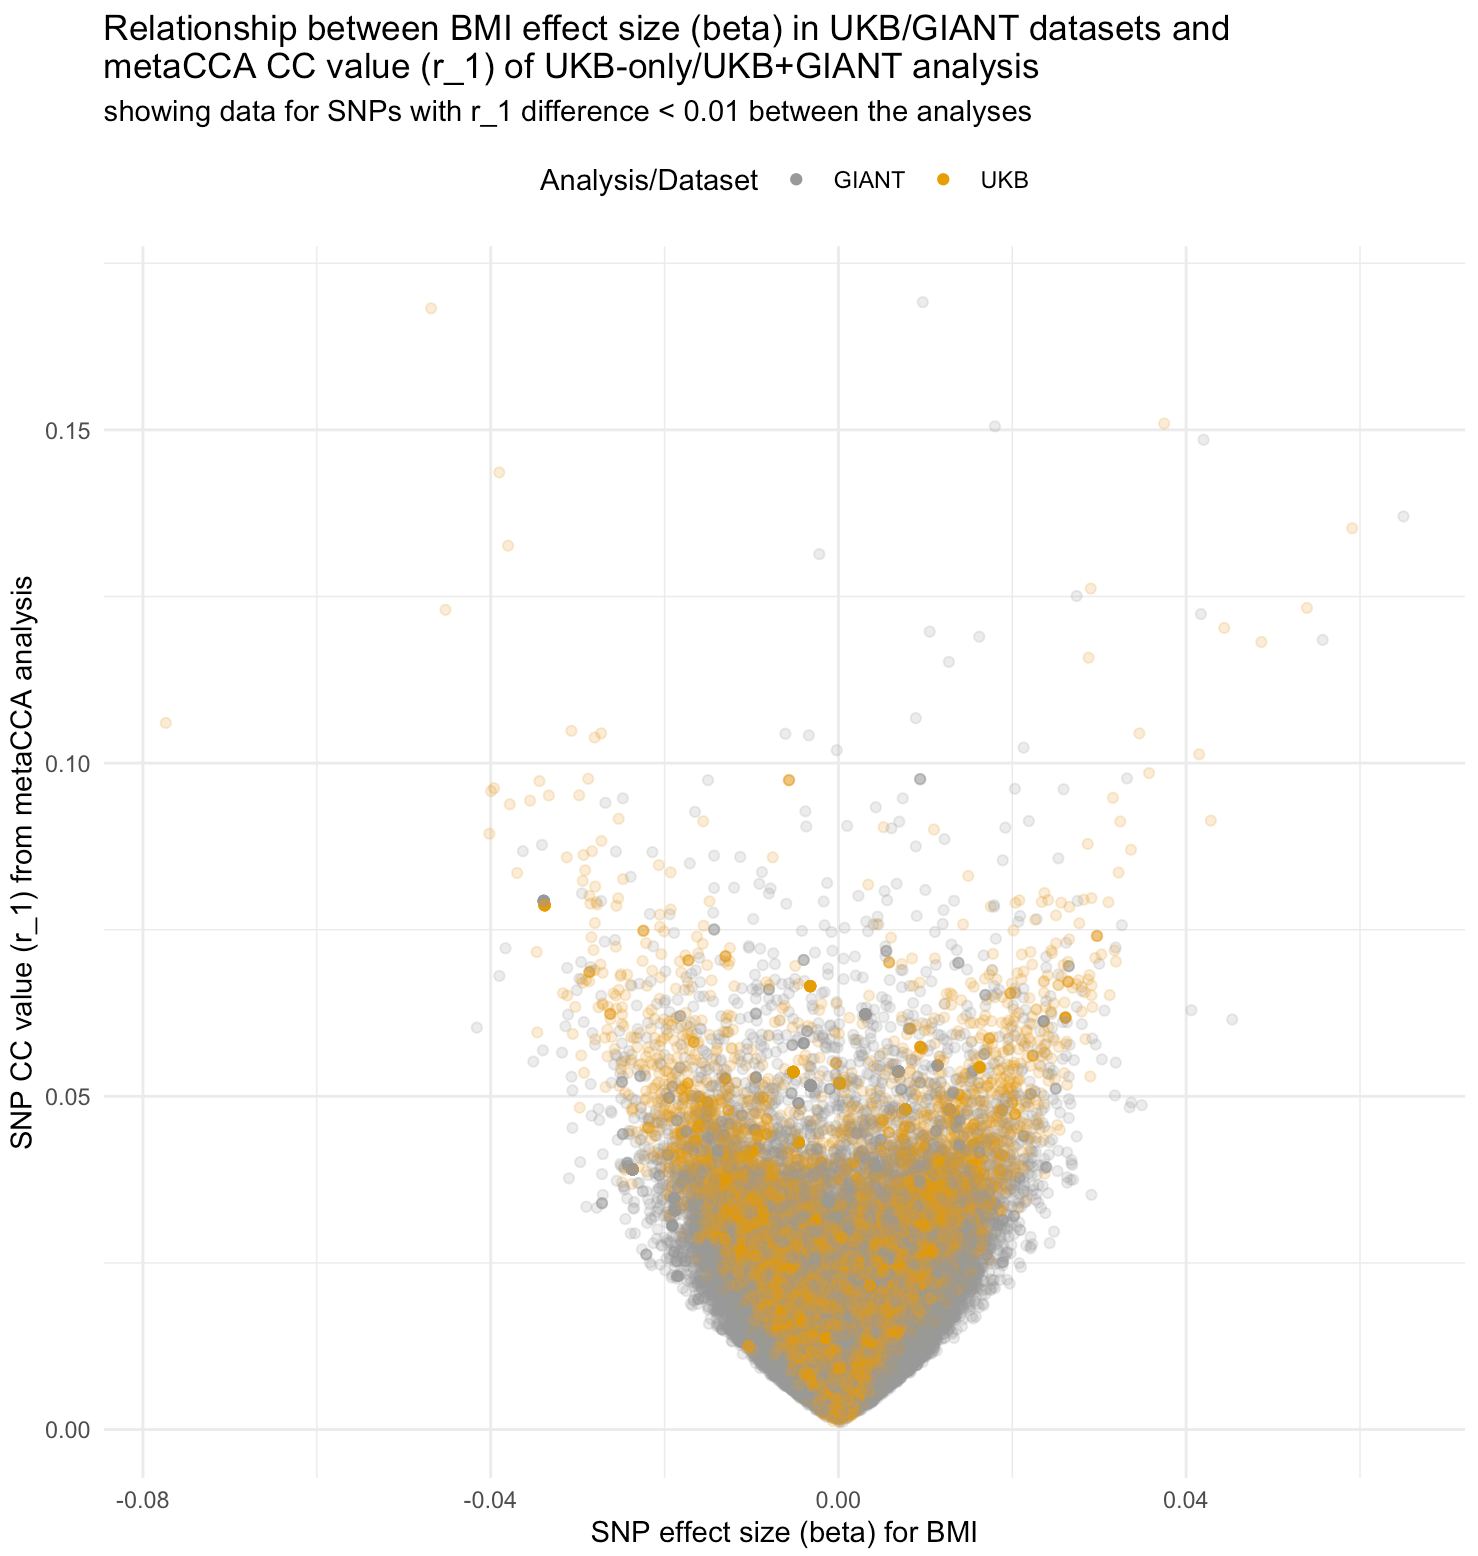 Relationship between BMI effect size (beta) in UKB/GIANT datasets and
metaCCA CC value (r_1) of UKB-only/UKB+GIANT analysis
showing data for SNPs with r_1 difference < 0.01 between the analyses
Analysis/Dataset GIANT UKB
SNP CC value (r_1) from metaCCA analysis
0.15
0.10
0.05
0.00
-0.08 -0.04 0.00 0.04
SNP effect size (beta) for BMI